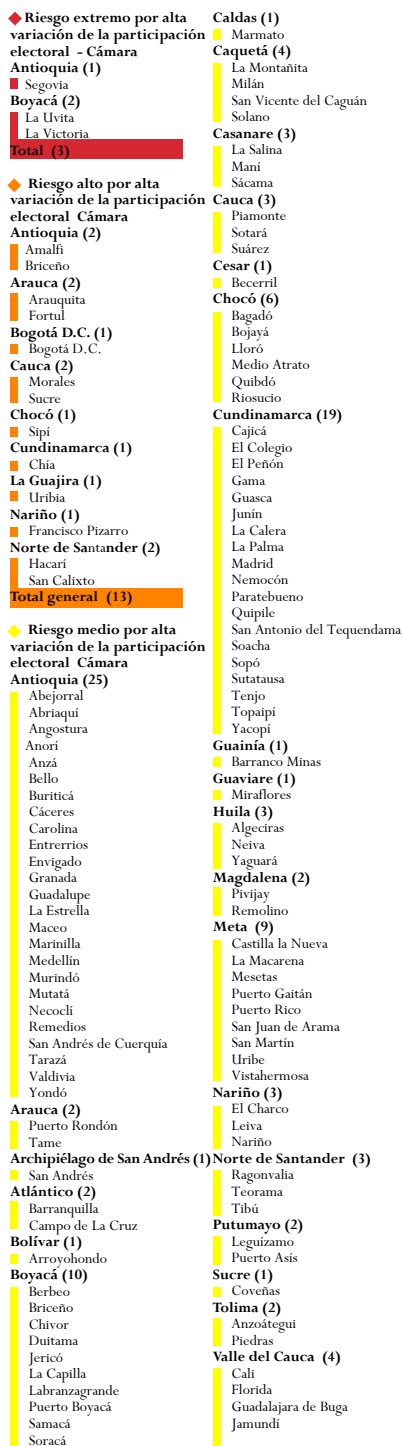 Riesgo extremo por alta
variación de la participación
electoral - Cámara
Antioquia (1)
Segovia
Boyacá (2)
La Uvita
La Victoria
Total (3)
Riesgo alto por alta
variación de la participación
electoral Cámara
Antioquia (2)
Amalfi
Briceño
Arauca (2)
Arauquita
Fortul
Bogotá D.C. (1)
Bogotá D.C.
Cauca (2)
Morales
Sucre
Chocó (1)
Sipí
Cundinamarca (1)
Chía
La Guajira (1)
Uribia
Nariño (1)
Francisco Pizarro
Norte de Santander (2)
Hacarí
San Calixto
Total general (13)
Riesgo medio por alta
variación de la participación
electoral Cámara
Antioquia (25)
Abejorral
Abriaquí
Angostura
Anorí
Anzá
Bello
Buriticá
Cáceres
Carolina
Entrerrios
Envigado
Granada
Guadalupe
La Estrella
Maceo
Marinilla
Medellín
Murindó
Mutatá
Necoclí
Remedios
San Andrés de Cuerquía
Tarazá
Valdivia
Yondó
Arauca (2)
Puerto Rondón
Tame
Archipiélago de San Andrés (1)
San Andrés
Atlántico (2)
Barranquilla
Campo de La Cruz
Bolívar (1)
Arroyohondo
Boyacá (10)
Berbeo
Briceño
Chivor
Duitama
Jericó
La Capilla
Labranzagrande
Puerto Boyacá
Samacá
Soracá
Caldas (1)
Marmato
Caquetá (4)
La Montañita
Milán
San Vicente del Caguán
Solano
Casanare (3)
La Salina
Maní
Sácama
Cauca (3)
Piamonte
Sotará
Suárez
Cesar (1)
Becerril
Chocó (6)
Bagadó
Bojayá
Lloró
Medio Atrato
Quibdó
Riosucio
Cundinamarca (19)
Cajicá
El Colegio
El Peñón
Gama
Guasca
Junín
La Calera
La Palma
Madrid
Nemocón
Paratebueno
Quipile
San Antonio del Tequendama
Soacha
Sopó
Sutatausa
Tenjo
Topaipí
Yacopí
Guainía (1)
Barranco Minas
Guaviare (1)
Miraflores
Huila (3)
Algeciras
Neiva
Yaguará
Magdalena (2)
Pivijay
Remolino
Meta (9)
Castilla la Nueva
La Macarena
Mesetas
Puerto Gaitán
Puerto Rico
San Juan de Arama
San Martín
Uribe
Vistahermosa
Nariño (3)
El Charco
Leiva
Nariño
Norte de Santander (3)
Ragonvalia
Teorama
Tibú
Putumayo (2)
Leguízamo
Puerto Asís
Sucre (1)
Coveñas
Tolima (2)
Anzoátegui
Piedras
Valle del Cauca (4)
Cali
Florida
Guadalajara de Buga
Jamundí